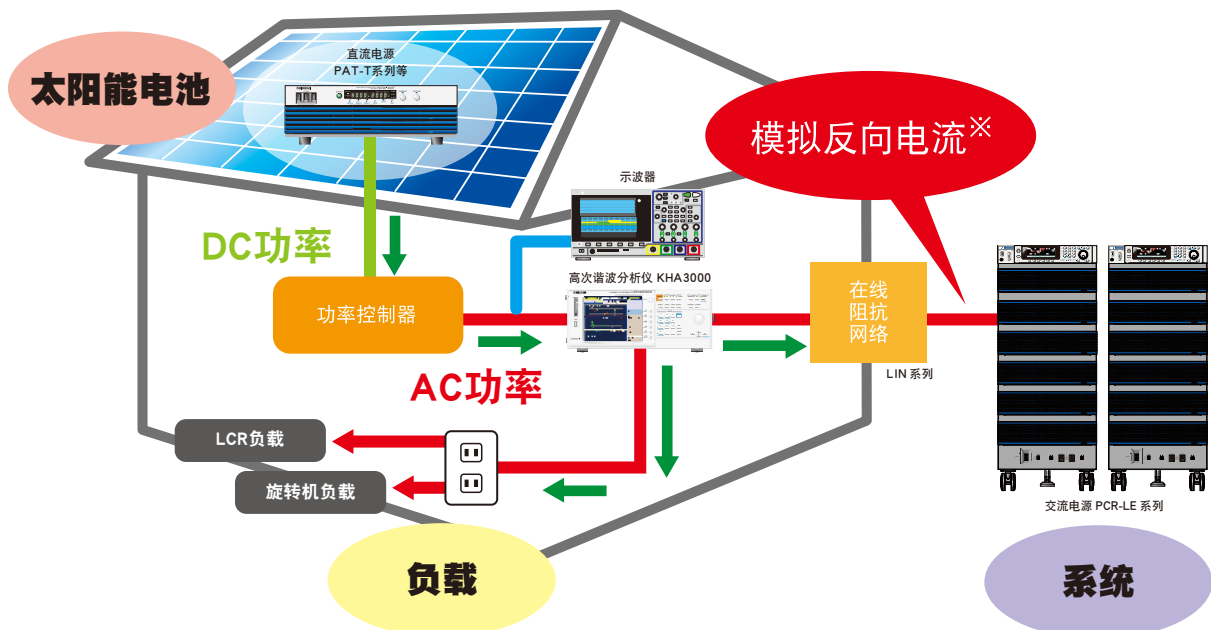 太阳能电池
直流电源
PAT-T系列等
模拟反向电流※
示波器
DC功率
高次谐波分析仪 KHA3000
功率控制器
在线
阻抗
网络
LIN 系列
AC功率
LCR负载
旋转机负载
交流电源 PCR-LE 系列
负载
系统